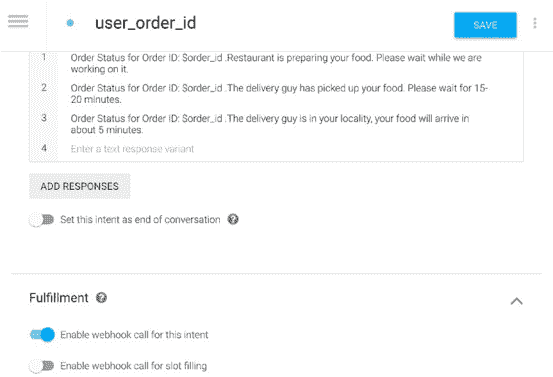 user_order_id
SAVE
1 Order Status for Order ID: $order_id .Restaurant is preparing your food. Please wait while we are
working on it.
2 Order Status for Order ID: $order_id .The delivery guy has picked up your food. Please wait for 15-
20 minutes.
3 Order Status for Order ID: $order_id .The delivery guy is in your locality, your food will arrive in
about 5 minutes.
4 Enter a text response variant
ADD RESPONSES
Set this intent as end of conversation ?
Fulfillment ?
Enable webhook call for this intent
Enable webhook call for slot filling